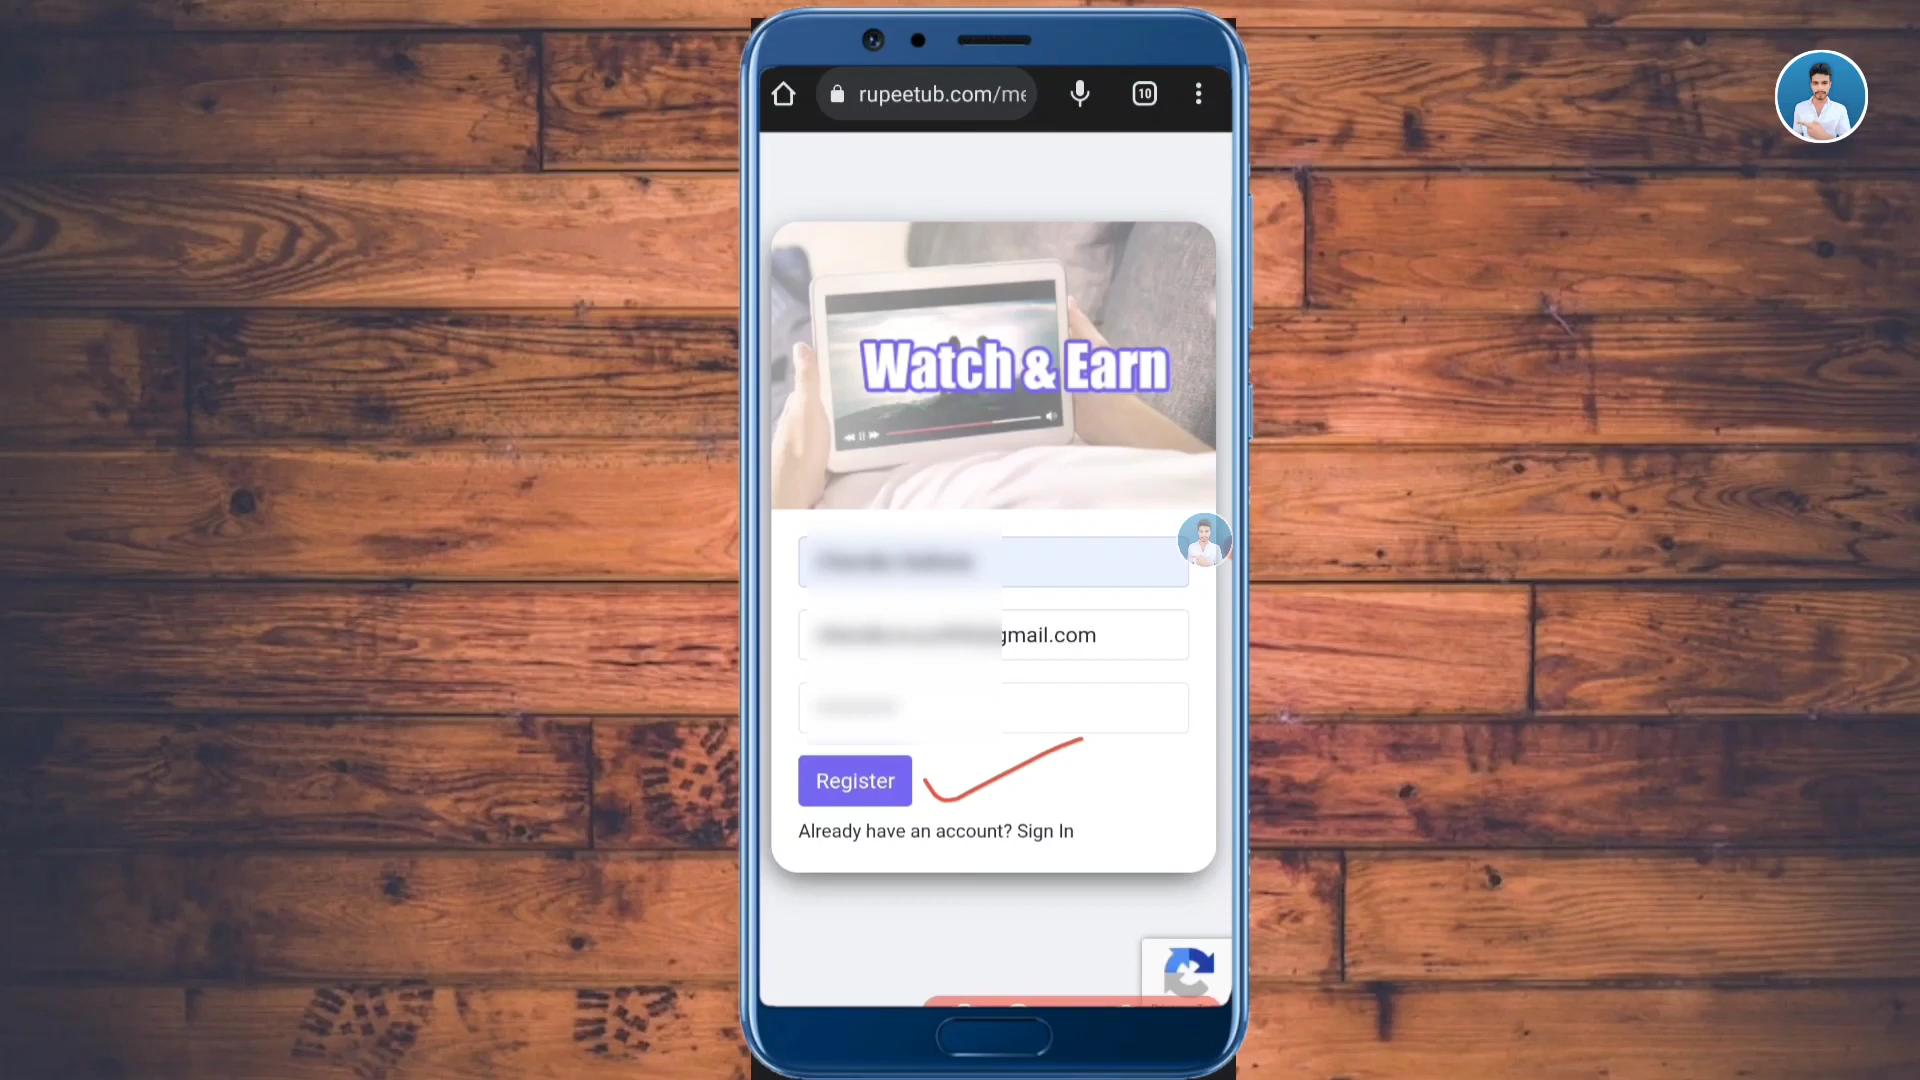 rupeetub.com/me
10
Watch & Earn
gmail.com
Register
Already have an account? Sign In